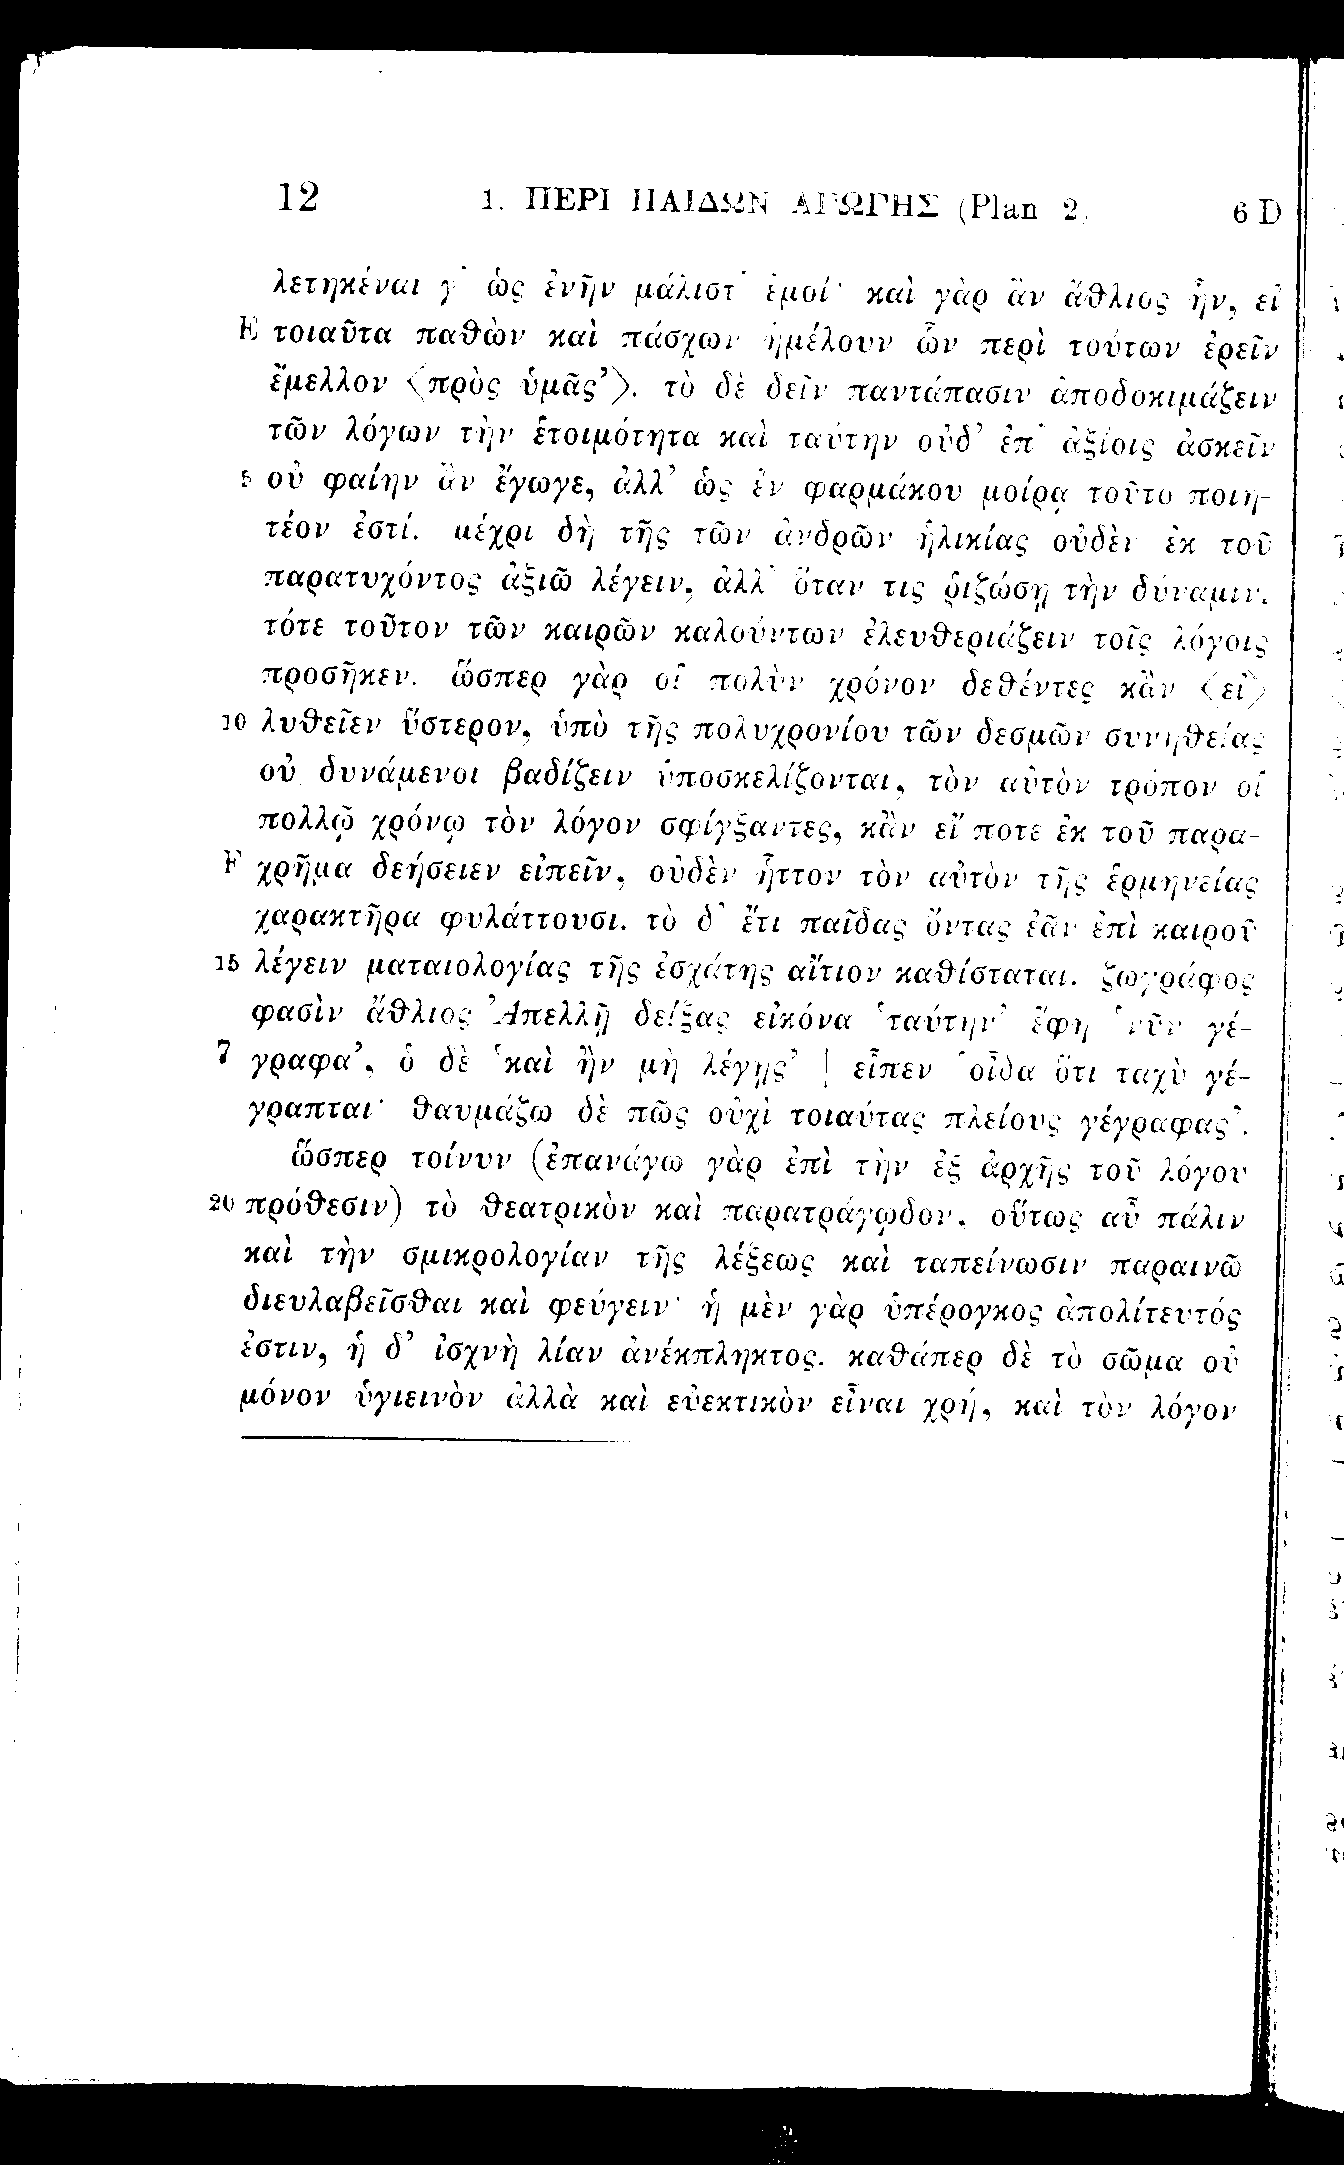 12 1. ΠΕΡΙ ΠΑΙΔΩΝ ΑΓΩΓΗΣ (Plan 2) 6 D
λετηκέναι γ' ὡς ἐνῆν μάλιστ' ἐμοί· καὶ γὰρ ἂν ἄθλιος ἦν, εἰ
E τοιαῦτα παθὼν καὶ πάσχων ἠμέλουν ὧν περὶ τούτων ἐρεῖν
ἔμελλον ⟨πρὸς ὑμᾶς’⟩. τὸ δὲ δεῖν παντάπασιν ἀποδοκιμάζειν
τῶν λόγων τὴν ἑτοιμότητα καὶ ταύτην οὐδ’ ἐπ’ ἀξίοις ἀσκεῖν
5 οὐ φαίην ἂν ἔγωγε, ἀλλ’ ὡς ἐν φαρμάκου μοίρᾳ τοῦτο ποιη-
τέον ἐστί. μέχρι δὴ τῆς τῶν ἀνδρῶν ἡλικίας οὐδὲν ἐκ τοῦ
παρατυχόντος ἀξιῶ λέγειν, ἀλλ’ ὅταν τις ῥιζώσῃ τὴν δύναμιν,
τότε τοῦτον τῶν καιρῶν καλούντων ἐλευθεριάζειν τοῖς λόγοις
προσῆκεν. ὥσπερ γὰρ οἱ πολὺν χρόνον δεθέντες κἂν ⟨εἰ⟩
10 λυθεῖεν ὕστερον, ὑπὸ τῆς πολυχρονίου τῶν δεσμῶν συνηθείας
οὐ δυνάμενοι βαδίζειν ὑποσκελίζονται, τὸν αὐτὸν τρόπον οἱ
πολλῷ χρόνῳ τὸν λόγον σφίγξαντες, κἂν εἴ ποτε ἐκ τοῦ παρα-
F χρῆμα δεήσειεν εἰπεῖν, οὐδὲν ἧττον τὸν αὐτὸν τῆς ἑρμηνείας
χαρακτῆρα φυλάττουσι. τὸ δ’ ἔτι παῖδας ὄντας ἐᾶν ἐπὶ καιροῦ
15 λέγειν ματαιολογίας τῆς ἐσχάτης αἴτιον καθίσταται. ζωγράφος
φασὶν ἄθλιος Ἀπελλῇ δείξας εἰκόνα ‘ταύτην’ ἔφη ‘νῦν γέ-
7 γραφα’, ὁ δὲ ‘καὶ ἢν μὴ λέγῃς’ | εἶπεν ‘οἶδα ὅτι ταχὺ γέ-
γραπται· θαυμάζω δὲ πῶς οὐχὶ τοιαύτας πλείους γέγραφας’.
ὥσπερ τοίνυν (ἐπανάγω γὰρ ἐπὶ τὴν ἐξ ἀρχῆς τοῦ λόγου
20 πρόθεσιν) τὸ θεατρικὸν καὶ παρατράγῳδον, οὕτως αὖ πάλιν
καὶ τὴν σμικρολογίαν τῆς λέξεως καὶ ταπείνωσιν παραινῶ
διευλαβεῖσθαι καὶ φεύγειν· ἡ μὲν γὰρ ὑπέρογκος ἀπολίτευτός
ἐστιν, ἡ δ’ ἰσχνὴ λίαν ἀνέκπληκτος. καθάπερ δὲ τὸ σῶμα οὐ
μόνον ὑγιεινὸν ἀλλὰ καὶ εὐεκτικὸν εἶναι χρή, καὶ τὸν λόγον